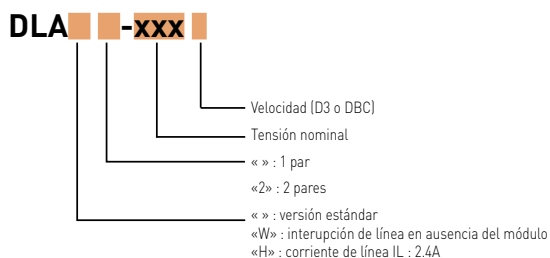 DLA -xxx
Velocidad (D3 o DBC)
Tensión nominal
« » : 1 par
«2» : 2 pares
« » : versión estándar
«W» : interupción de línea en ausencia del módulo
«H» : corriente de línea IL : 2.4A